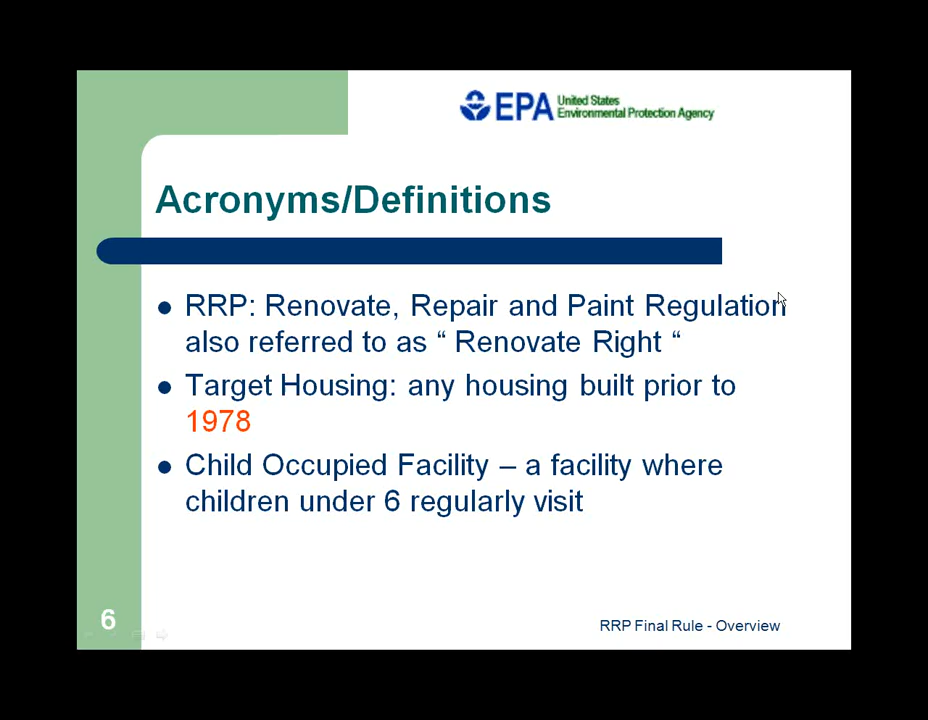 EPA United States
Environmental Protection Agency
Acronyms/Definitions
● RRP: Renovate, Repair and Paint Regulation
also referred to as “ Renovate Right “
● Target Housing: any housing built prior to
1978
● Child Occupied Facility – a facility where
children under 6 regularly visit
6
RRP Final Rule - Overview